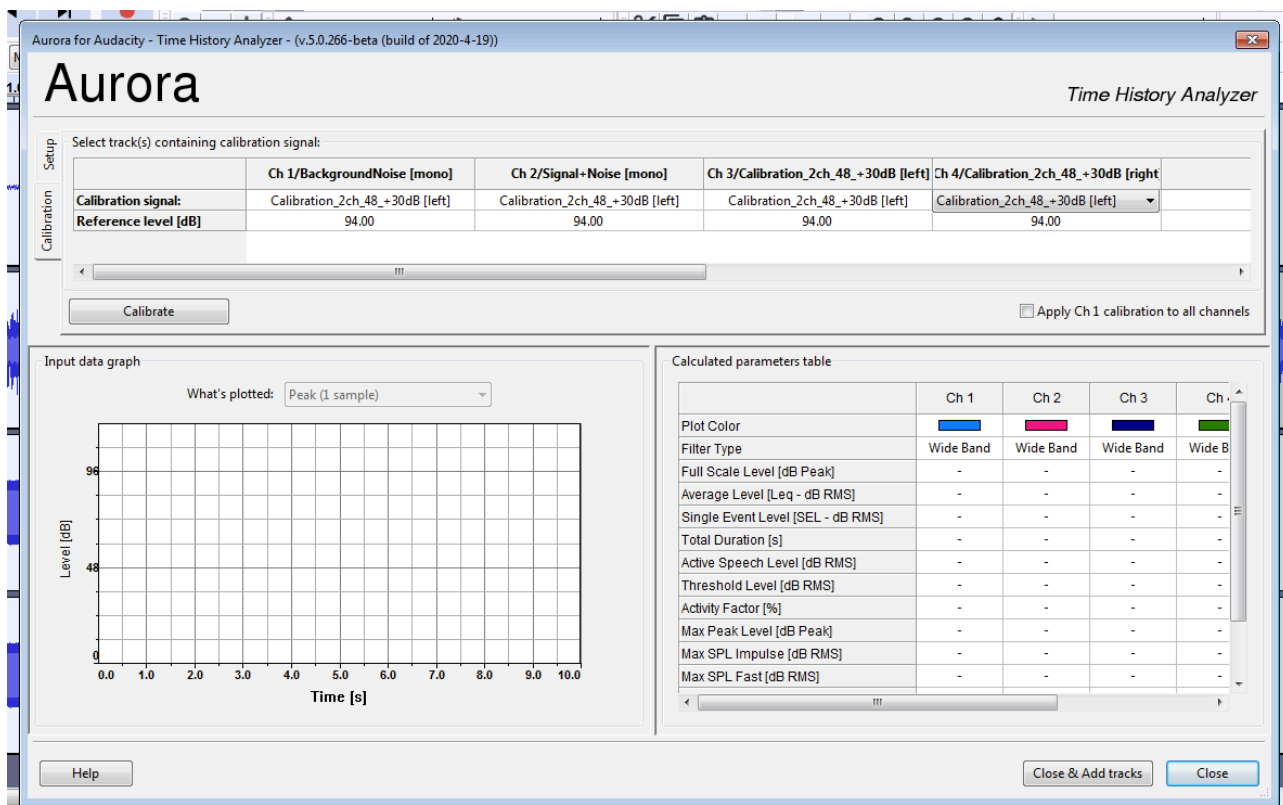 Aurora for Audacity - Time History Analyzer - (v.5.0.266-beta (build of 2020-4-19))
Aurora
Time History Analyzer
Setup
Calibration
Select track(s) containing calibration signal:
Ch 1/BackgroundNoise [mono] Ch 2/Signal+Noise [mono] Ch 3/Calibration_2ch_48_+30dB [left] Ch 4/Calibration_2ch_48_+30dB [right
Calibration signal: Calibration_2ch_48_+30dB [left] Calibration_2ch_48_+30dB [left] Calibration_2ch_48_+30dB [left] Calibration_2ch_48_+30dB [left]
Reference level [dB] 94.00 94.00 94.00 94.00
Calibrate
Apply Ch 1 calibration to all channels
Input data graph
What's plotted: Peak (1 sample)
Level [dB]
96
48
0
0.0 1.0 2.0 3.0 4.0 5.0 6.0 7.0 8.0 9.0 10.0
Time [s]
Calculated parameters table
Ch 1 Ch 2 Ch 3 Ch
Plot Color
Filter Type Wide Band Wide Band Wide Band Wide B
Full Scale Level [dB Peak] - - - -
Average Level [Leq - dB RMS] - - - -
Single Event Level [SEL - dB RMS] - - - -
Total Duration [s] - - - -
Active Speech Level [dB RMS] - - - -
Threshold Level [dB RMS] - - - -
Activity Factor [%] - - - -
Max Peak Level [dB Peak] - - - -
Max SPL Impulse [dB RMS] - - - -
Max SPL Fast [dB RMS] - - - -
Help
Close & Add tracks
Close